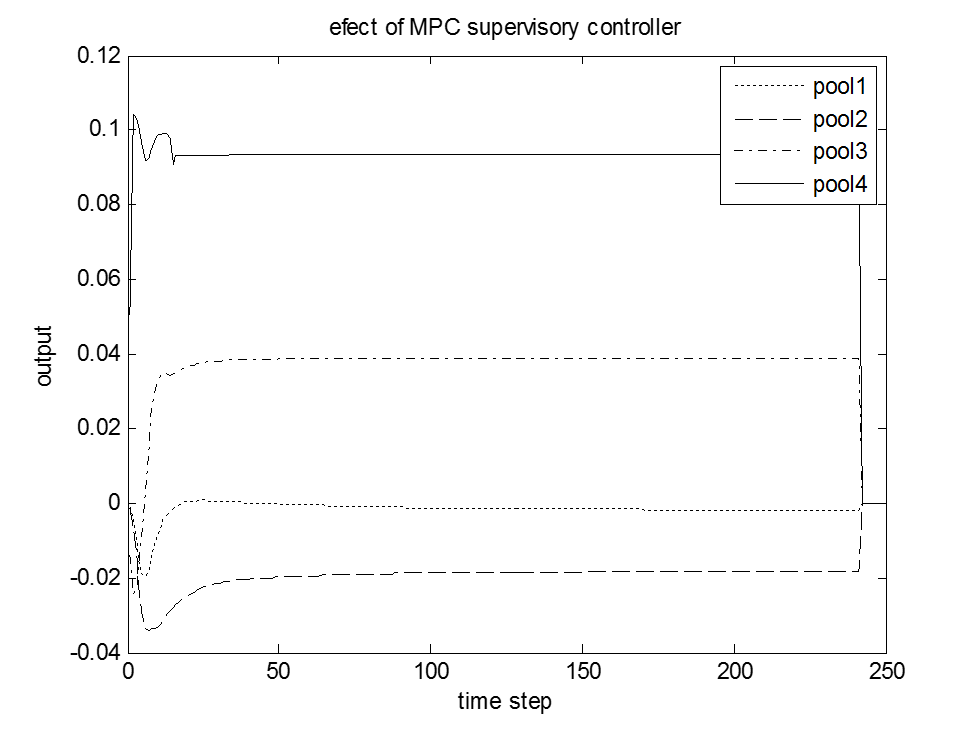 efect of MPC supervisory controller
0.12
0.1
0.08
0.06
0.04
0.02
0
-0.02
-0.04
output
pool1
pool2
pool3
pool4
0 50 100 150 200 250
time step